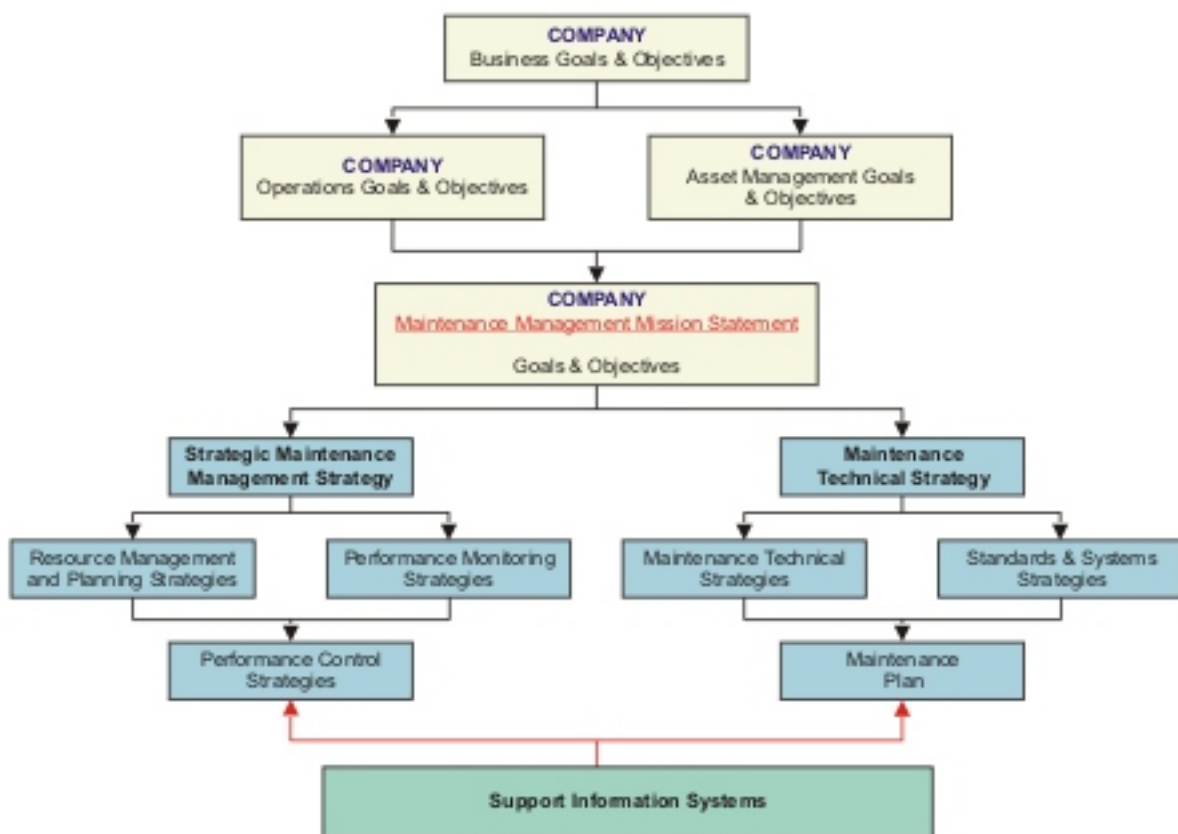 COMPANY
Business Goals & Objectives
COMPANY
Operations Goals & Objectives
COMPANY
Asset Management Goals
& Objectives
COMPANY
Maintenance Management Mission Statement
Goals & Objectives
Strategic Maintenance
Management Strategy
Maintenance
Technical Strategy
Resource Management
and Planning Strategies
Performance Monitoring
Strategies
Maintenance Technical
Strategies
Standards & Systems
Strategies
Performance Control
Strategies
Maintenance
Plan
Support Information Systems